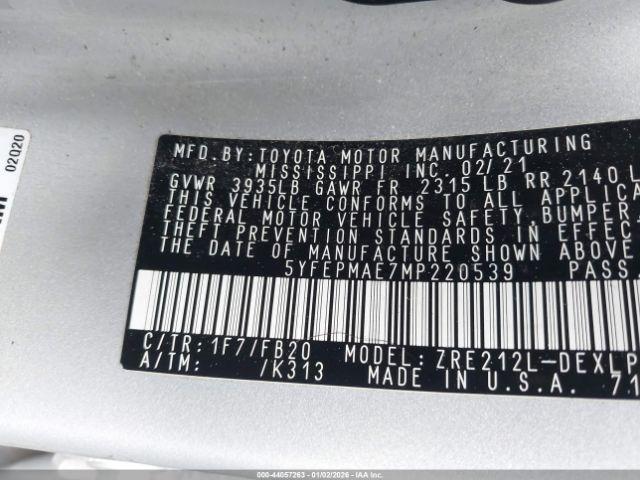 02020
MFD.BY:TOYOTA MOTOR MANUFACTURING
MISSISSIPPI INC. 02/21
GVWR 3935LB GAWR FR 2315 LB RR 2140 L
THIS VEHICLE CONFORMS TO ALL APPLICA
FEDERAL MOTOR VEHICLE SAFETY,BUMPER,
THEFT PREVENTION STANDARDS IN EFFECT
THE DATE OF MANUFACTURE SHOWN ABOVE
5YFEPMAE7MP220539 PASS.
C/TR: 1F7/FB20 MODEL: ZRE212L-DEXLP
A/TM: /K313 MADE IN U.S.A. 71
000-44057263 - 01/02/2026 - COPYRIGHT IAAI